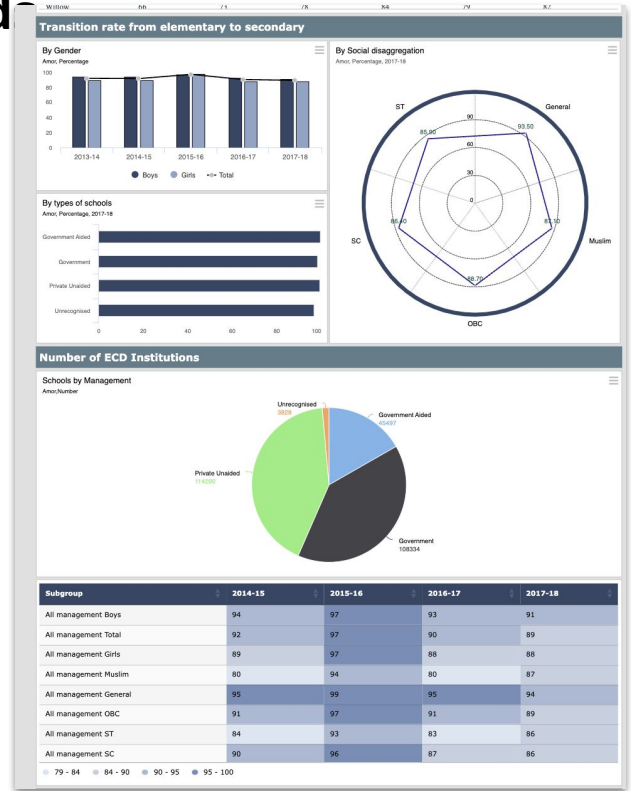 Willow 66 73 78 84 79 87
Transition rate from elementary to secondary
By Gender
Amor, Percentage
100
80
60
40
20
0
2013-14 2014-15 2015-16 2016-17 2017-18
Boys Girls Total
By types of schools
Amor, Percentage, 2017-18
Government Aided
Government
Private Unaided
Unrecognised
0 20 40 60 80 100
By Social disaggregation
Amor, Percentage, 2017-18
ST
General
90
85.90
93.50
60
30
0
86.40
87.10
SC
Muslim
88.70
OBC
Number of ECD Institutions
Schools by Management
Amor,Number
Unrecognised
3828
Government Aided
45497
Private Unaided
Government
108334
Subgroup 2014-15 2015-16 2016-17 2017-18
All management Boys 94 97 93 91
All management Total 92 97 90 89
All management Girls 89 97 88 88
All management Muslim 80 94 80 87
All management General 95 99 95 94
All management OBC 91 97 91 89
All management ST 84 93 83 86
All management SC 90 96 87 86
79 - 84 84 - 90 90 - 95 95 - 100